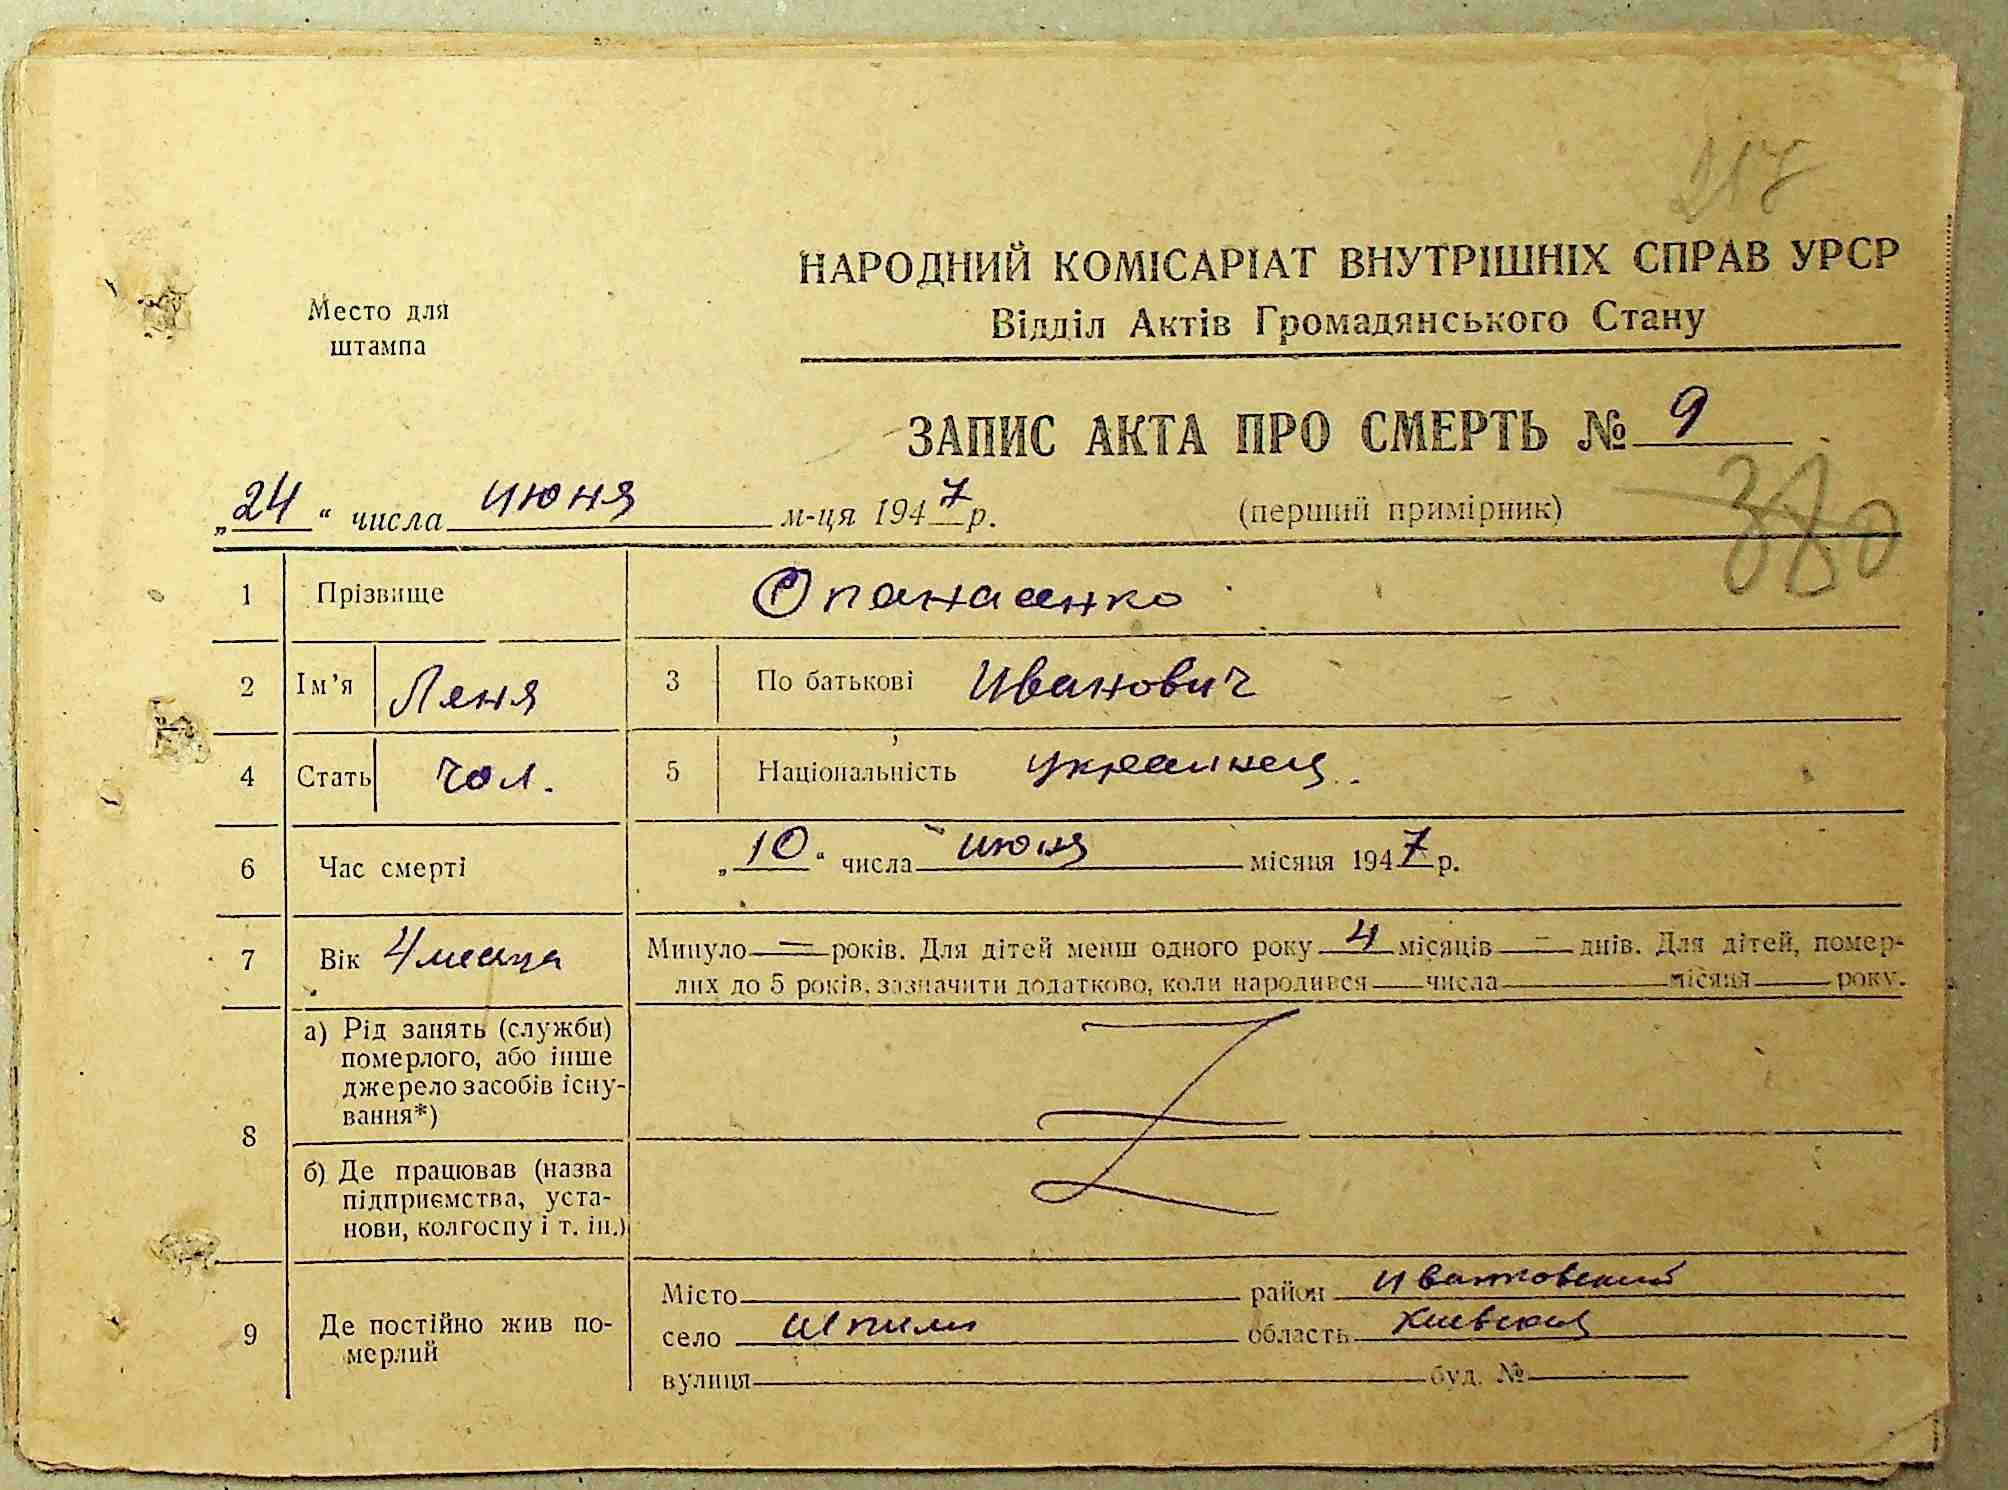 217
НАРОДНИЙ КОМІСАРІАТ ВНУТРІШНІХ СПРАВ УРСР
Место для
штампа
Відділ Актів Громадянського Стану
ЗАПИС АКТА ПРО СМЕРТЬ № 9
„24“ числа июня м-ця 1947 р. (перший примірник)
380
1 Прізвище Опанасенко
2 Ім'я Леня 3 По батькові Иванович
4 Стать чол. 5 Національність украинец.
6 Час смерті „10“ числа июня місяця 1947 р.
7 Вік 4 месяца Минуло = років. Для дітей менш одного року 4 місяців — днів. Для дітей, помер-
лих до 5 років, зазначити додатково, коли народився числа місяця року.
8 а) Рід занять (служби)
померлого, або інше
джерело засобів існу-
вання*)
б) Де працював (назва
підприємства, уста-
нови, колгоспу і т. ін.)
9 Де постійно жив по-
мерлий
Місто район Иванковский
село Шпили область Киевская
вулиця буд. №